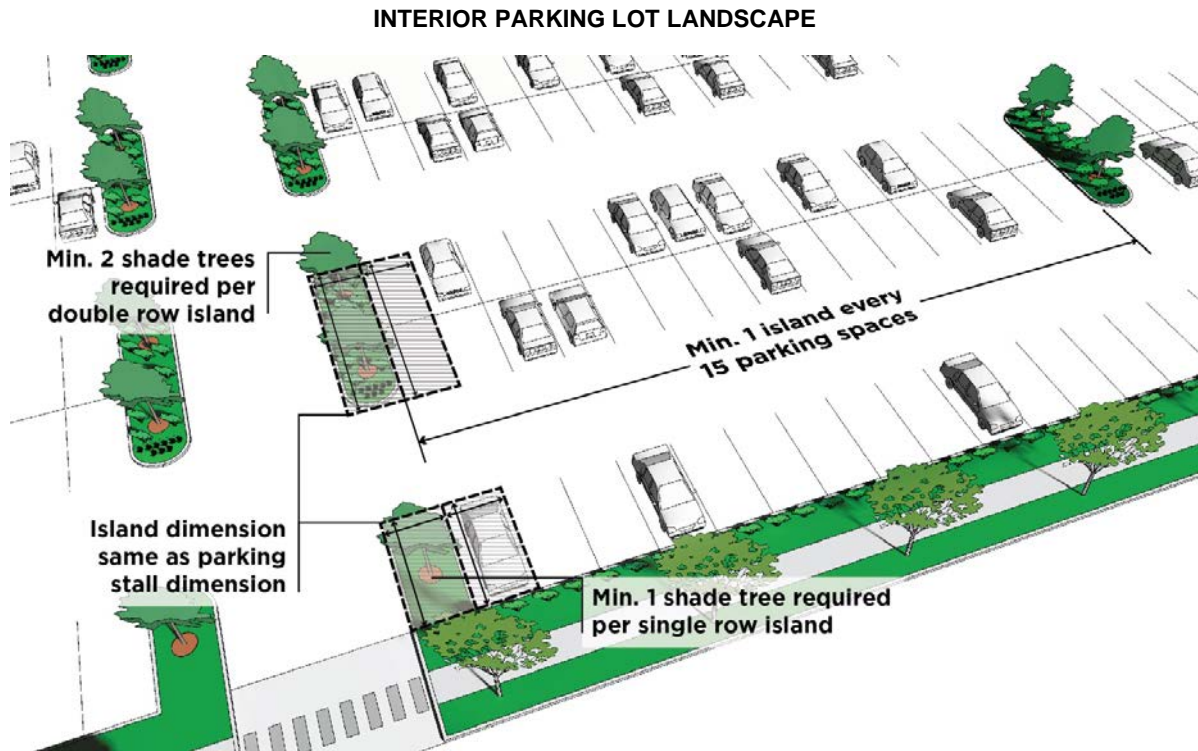 INTERIOR PARKING LOT LANDSCAPE
Min. 2 shade trees
required per
double row island
Min. 1 island every
15 parking spaces
Island dimension
same as parking
stall dimension
Min. 1 shade tree required
per single row island